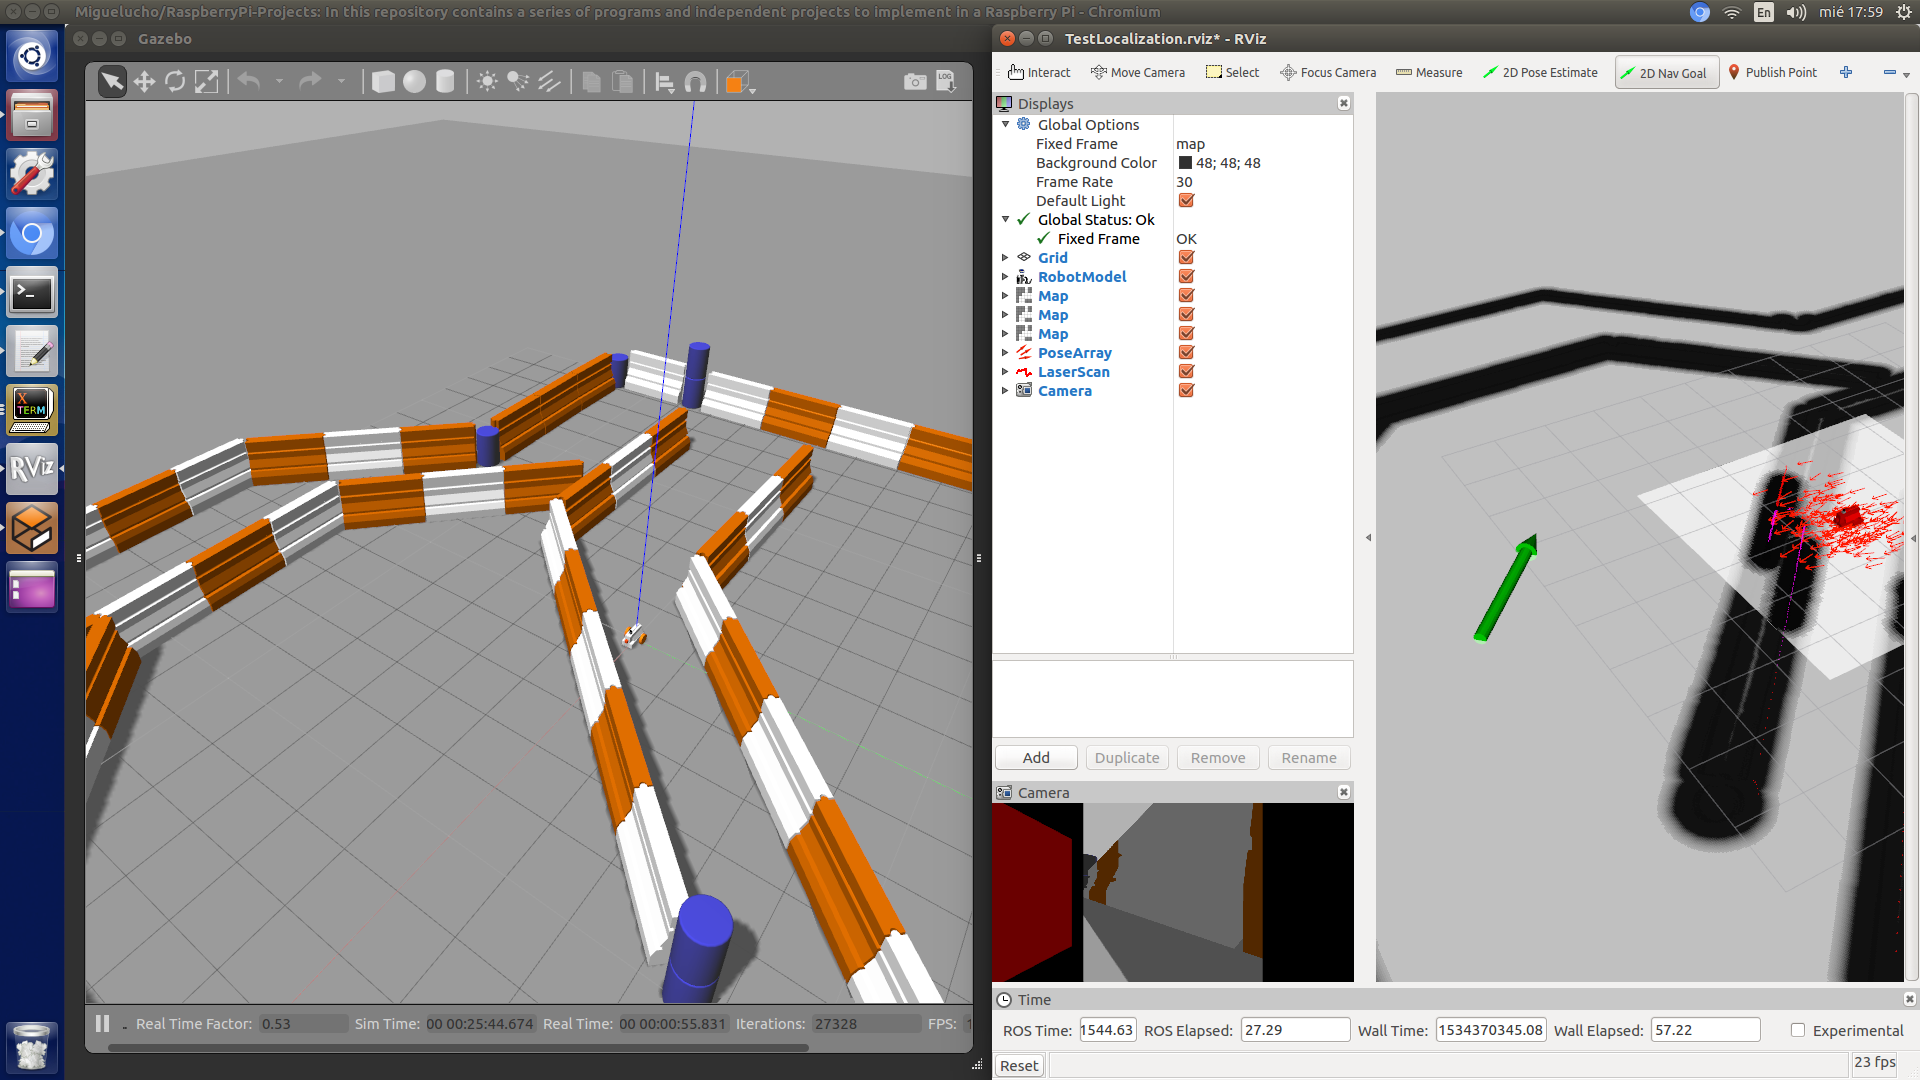 Miguelucho/RaspberryPi-Projects: In this repository contains a series of programs and independent projects to implement in a Raspberry Pi - Chromium
En
mié 17:59
Gazebo
TestLocalization.rviz* - RViz
LOG
Interact Move Camera Select Focus Camera Measure 2D Pose Estimate 2D Nav Goal Publish Point
Displays
Global Options
Fixed Frame map
Background Color 48; 48; 48
Frame Rate 30
Default Light
Global Status: Ok
Fixed Frame OK
Grid
RobotModel
Map
Map
Map
PoseArray
LaserScan
Camera
X TERM
RViz
Add Duplicate Remove Rename
Camera
Time
Real Time Factor: 0.53 Sim Time: 00 00:25:44.674 Real Time: 00 00:00:55.831 Iterations: 27328 FPS:
ROS Time: 1544.63 ROS Elapsed: 27.29 Wall Time: 1534370345.08 Wall Elapsed: 57.22 Experimental
Reset
23 fps